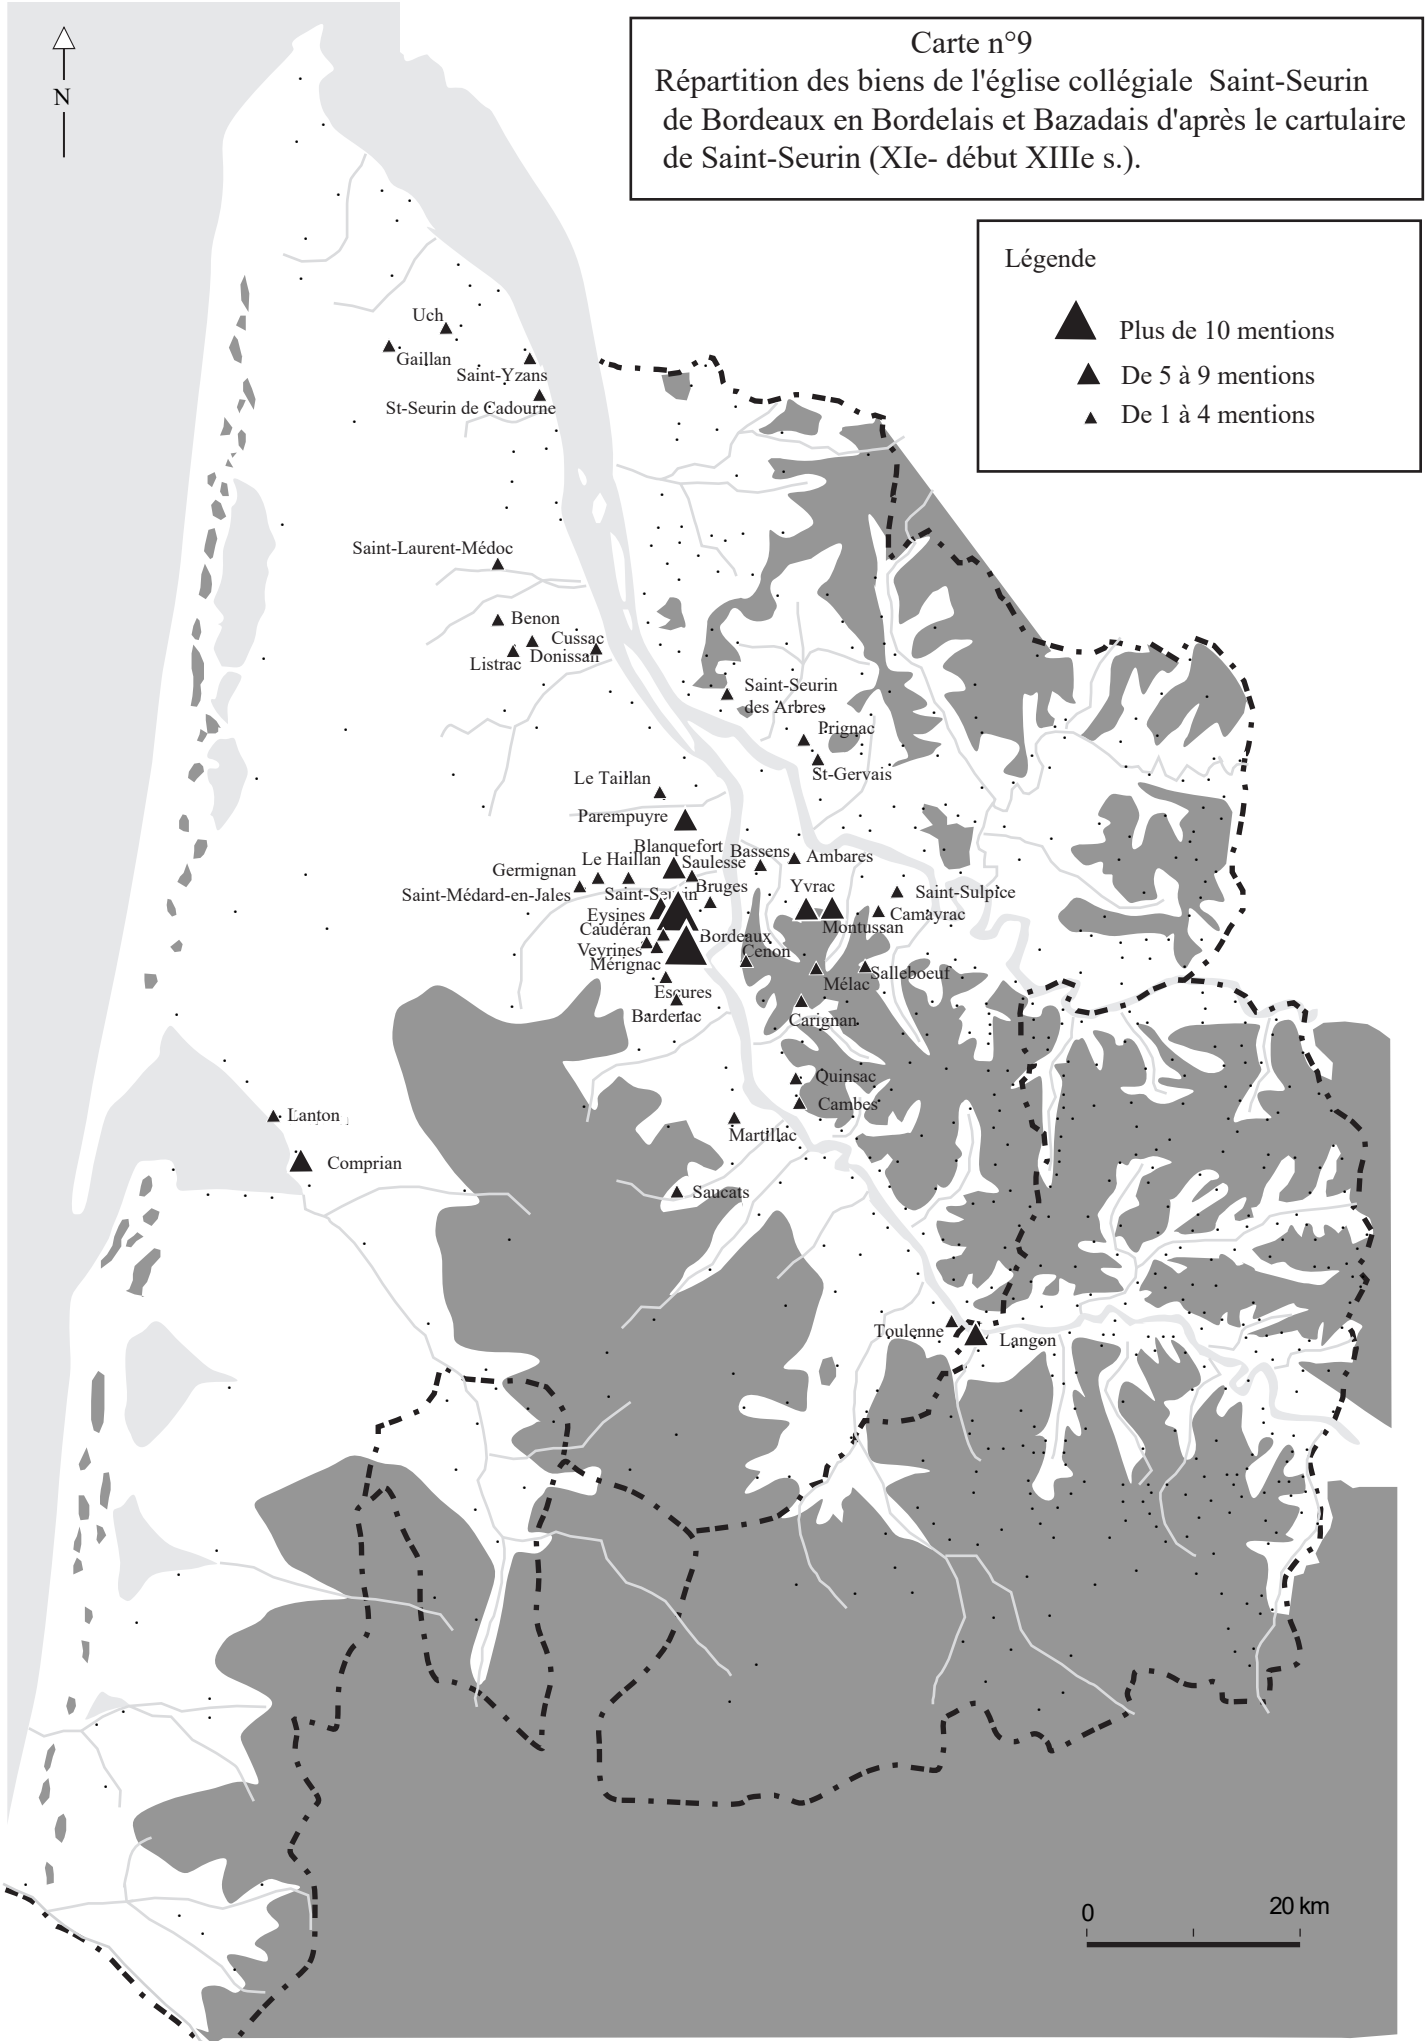 N
Carte n°9
Répartition des biens de l'église collégiale Saint-Seurin
de Bordeaux en Bordelais et Bazadais d'après le cartulaire
de Saint-Seurin (XIe- début XIIIe s.).
Légende
Plus de 10 mentions
De 5 à 9 mentions
De 1 à 4 mentions
Uch
Gaillan
Saint-Yzans
St-Seurin de Cadourne
Saint-Laurent-Médoc
Benon
Cussac
Donissan
Listrac
Saint-Seurin
des Arbres
Prignac
St-Gervais
Le Taillan
Parempuyre
Blanquefort
Bassens
Ambares
Le Haillan
Saulesse
Germignan
Saint-Médard-en-Jales
Saint-Seurin
Bruges
Yvrac
Saint-Sulpice
Eysines
Camayrac
Montussan
Caudéran
Bordeaux
Veyrines
Cenon
Mérignac
Salleboeuf
Mélac
Escures
Bardenac
Carignan
Quinsac
Cambes
Lanton
Martillac
Comprian
Saucats
Toulenne
Langon
0
20 km